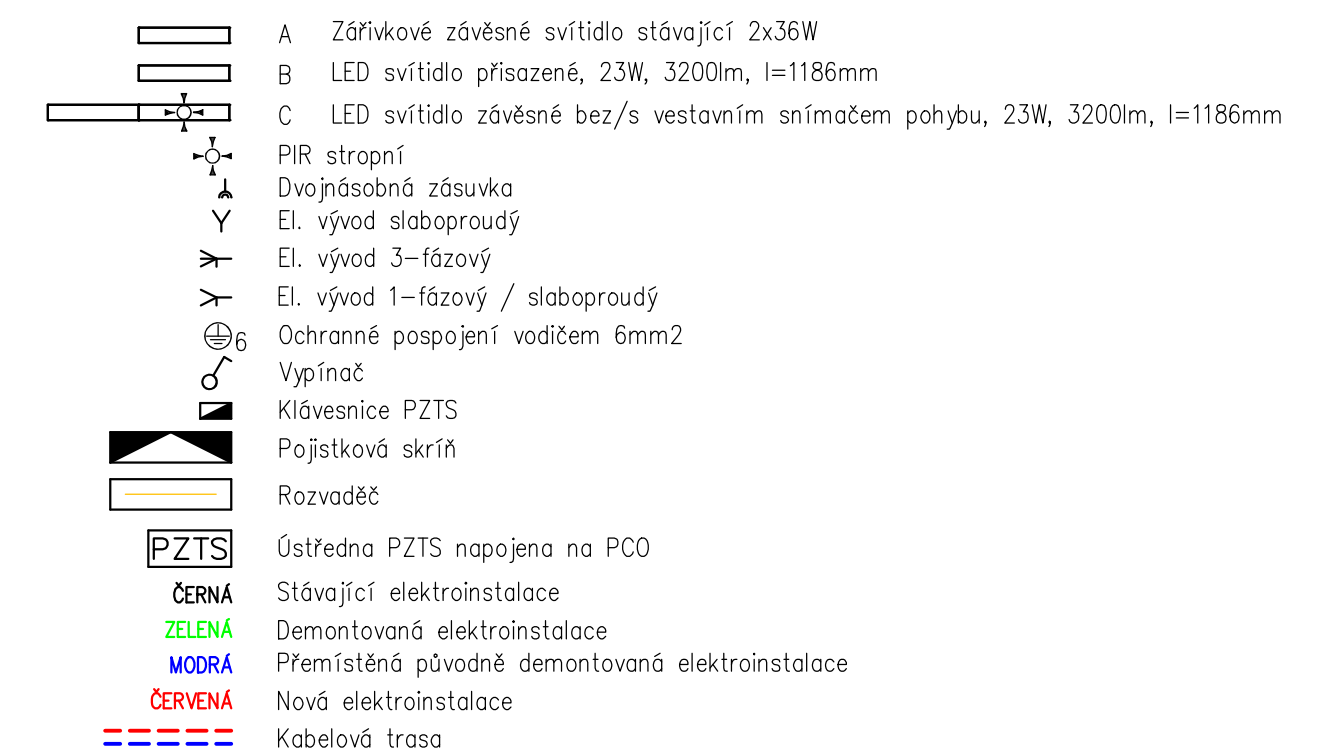 A Zářivkové závěsné svítidlo stávající 2x36W
B LED svítidlo přisazené, 23W, 3200lm, l=1186mm
C LED svítidlo závěsné bez/s vestavním snímačem pohybu, 23W, 3200lm, l=1186mm
PIR stropní
Dvojnásobná zásuvka
El. vývod slaboproudý
El. vývod 3-fázový
El. vývod 1-fázový / slaboproudý
6 Ochranné pospojení vodičem 6mm2
Vypínač
Klávesnice PZTS
Pojistková skříň
Rozvaděč
PZTS Ústředna PZTS napojena na PCO
ČERNÁ Stávající elektroinstalace
ZELENÁ Demontovaná elektroinstalace
MODRÁ Přemístěná původně demontovaná elektroinstalace
ČERVENÁ Nová elektroinstalace
Kabelová trasa